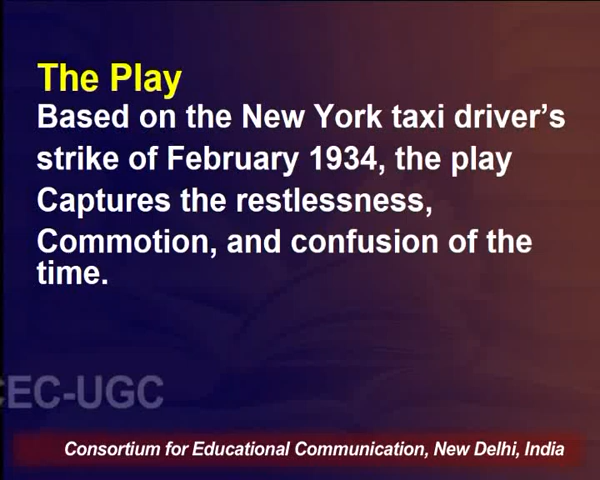 The Play
Based on the New York taxi driver’s
strike of February 1934, the play
Captures the restlessness,
Commotion, and confusion of the
time.
CEC-UGC
Consortium for Educational Communication, New Delhi, India